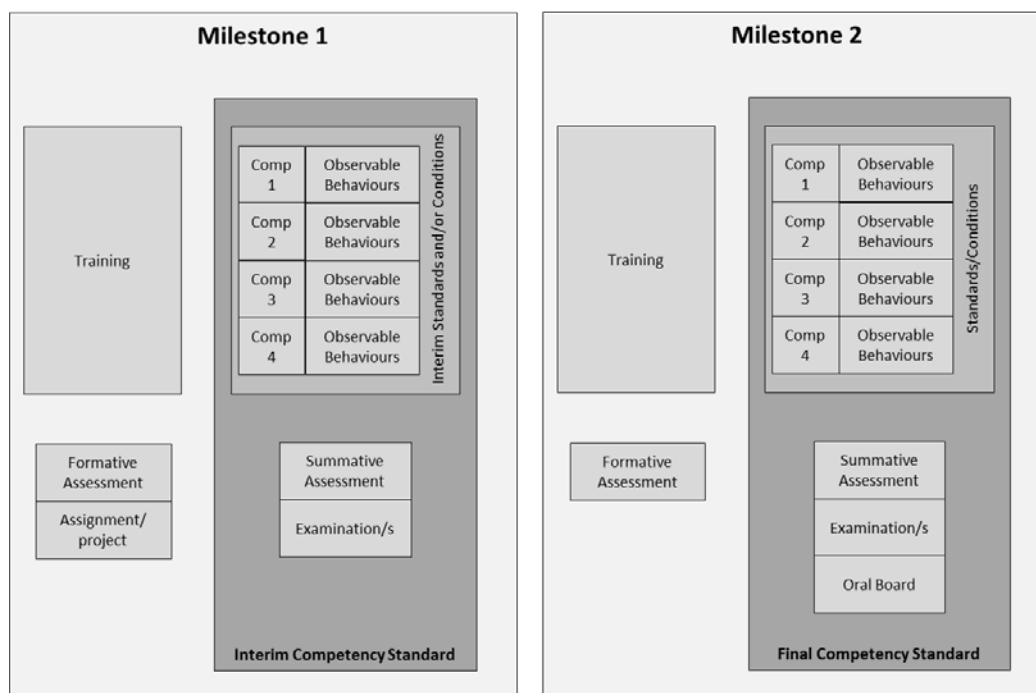 Milestone 1
Training
Comp
1
Observable
Behaviours
Comp
2
Observable
Behaviours
Comp
3
Observable
Behaviours
Comp
4
Observable
Behaviours
Interim Standards and/or Conditions
Formative
Assessment
Assignment/
project
Summative
Assessment
Examination/s
Interim Competency Standard
Milestone 2
Training
Comp
1
Observable
Behaviours
Comp
2
Observable
Behaviours
Comp
3
Observable
Behaviours
Comp
4
Observable
Behaviours
Standards/Conditions
Formative
Assessment
Summative
Assessment
Examination/s
Oral Board
Final Competency Standard